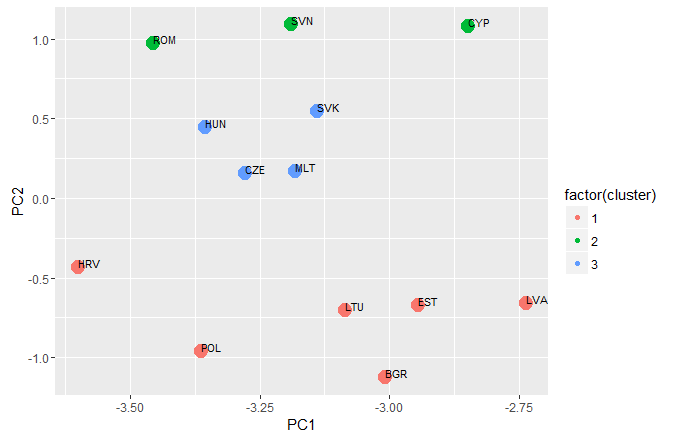 SVN
CYP
ROM
1.0
SVK
HUN
0.5
MLT
CZE
PC2
0.0
factor(cluster)
1
2
3
HRV
LVA
EST
LTU
-0.5
POL
-1.0
BGR
-3.50
-3.25
-3.00
-2.75
PC1